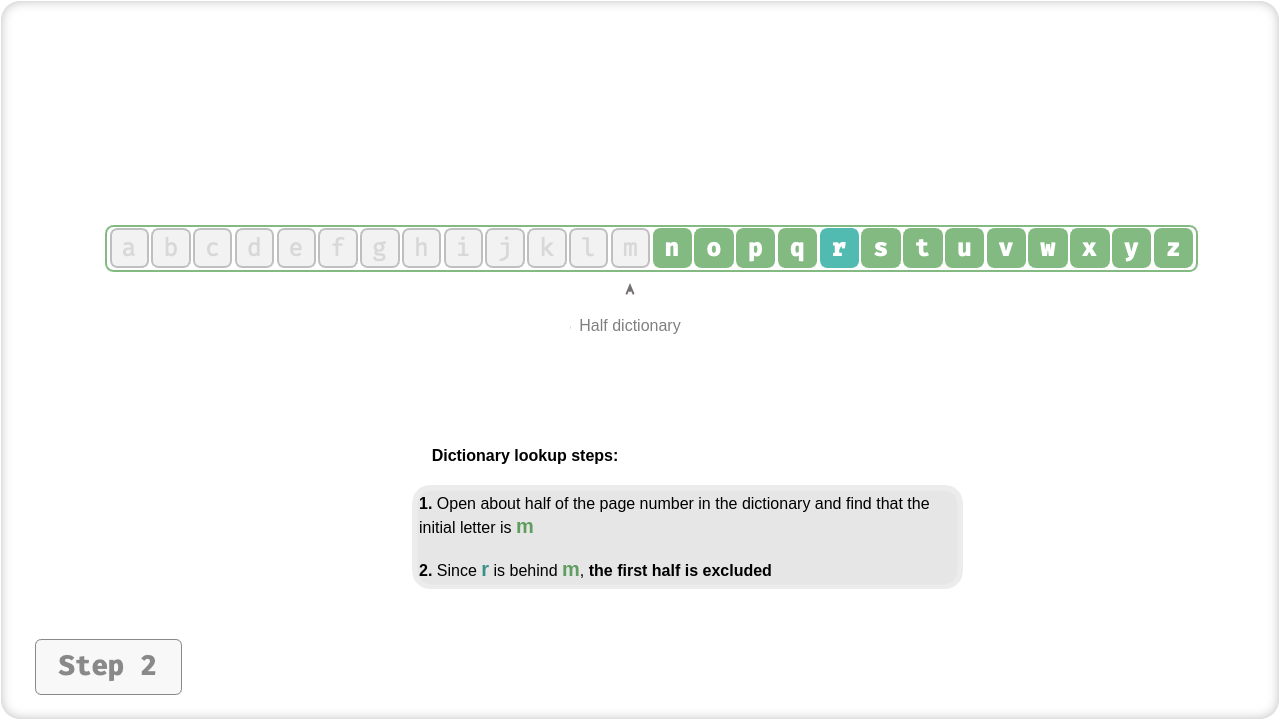 a b c d e f g h i j k l m n o p q r s t u v w x y z
Half dictionary
Dictionary lookup steps:
1. Open about half of the page number in the dictionary and find that the
initial letter is m
2. Since r is behind m, the first half is excluded
Step 2